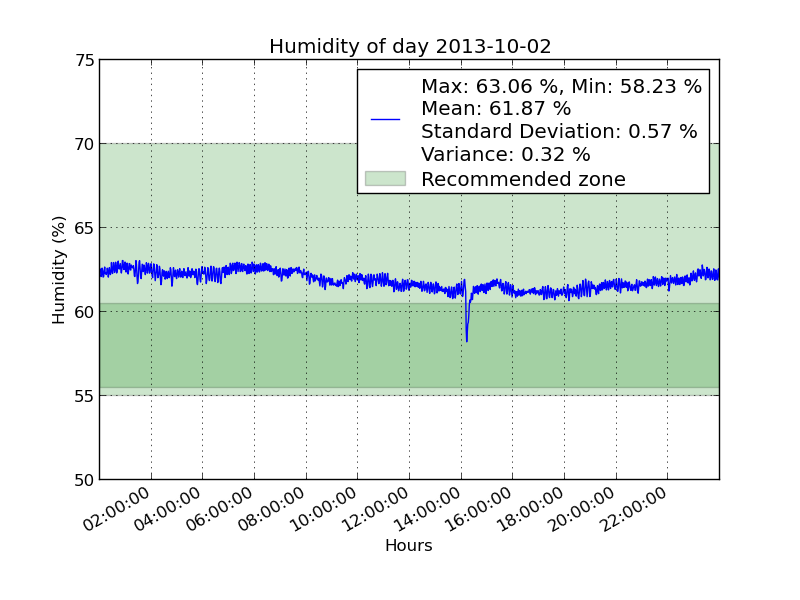 Humidity of day 2013-10-02
75
70
65
60
55
50
Humidity (%)
Max: 63.06 %, Min: 58.23 %
Mean: 61.87 %
Standard Deviation: 0.57 %
Variance: 0.32 %
Recommended zone
02:00:00
04:00:00
06:00:00
08:00:00
10:00:00
12:00:00
14:00:00
16:00:00
18:00:00
20:00:00
22:00:00
Hours